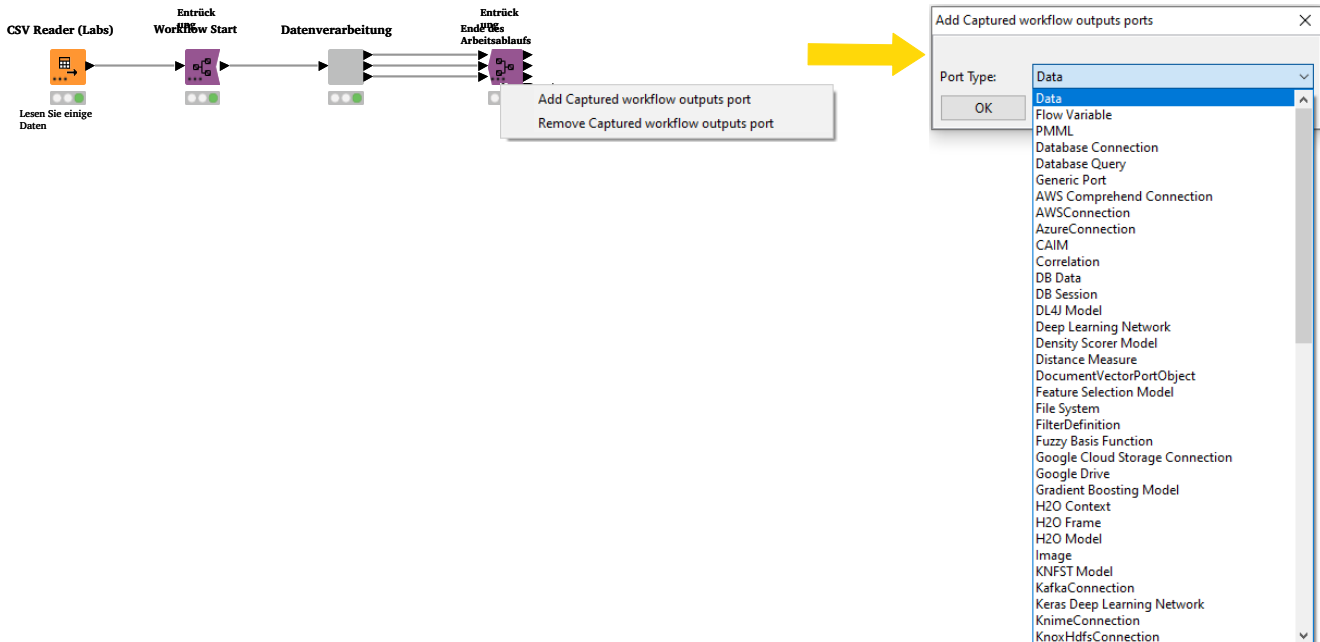 CSV Reader (Labs)
Entrück
ung
Workflow Start
Datenverarbeitung
Entrück
ung
Ende des
Arbeitsablaufs
Lesen Sie einige
Daten
Add Captured workflow outputs port
Remove Captured workflow outputs port
Add Captured workflow outputs ports
Port Type:
Data
OK
Data
Flow Variable
PMML
Database Connection
Database Query
Generic Port
AWS Comprehend Connection
AWSConnection
AzureConnection
CAIM
Correlation
DB Data
DB Session
DL4J Model
Deep Learning Network
Density Scorer Model
Distance Measure
DocumentVectorPortObject
Feature Selection Model
File System
FilterDefinition
Fuzzy Basis Function
Google Cloud Storage Connection
Google Drive
Gradient Boosting Model
H2O Context
H2O Frame
H2O Model
Image
KNFST Model
KafkaConnection
Keras Deep Learning Network
KnimeConnection
KnoxHdfsConnection